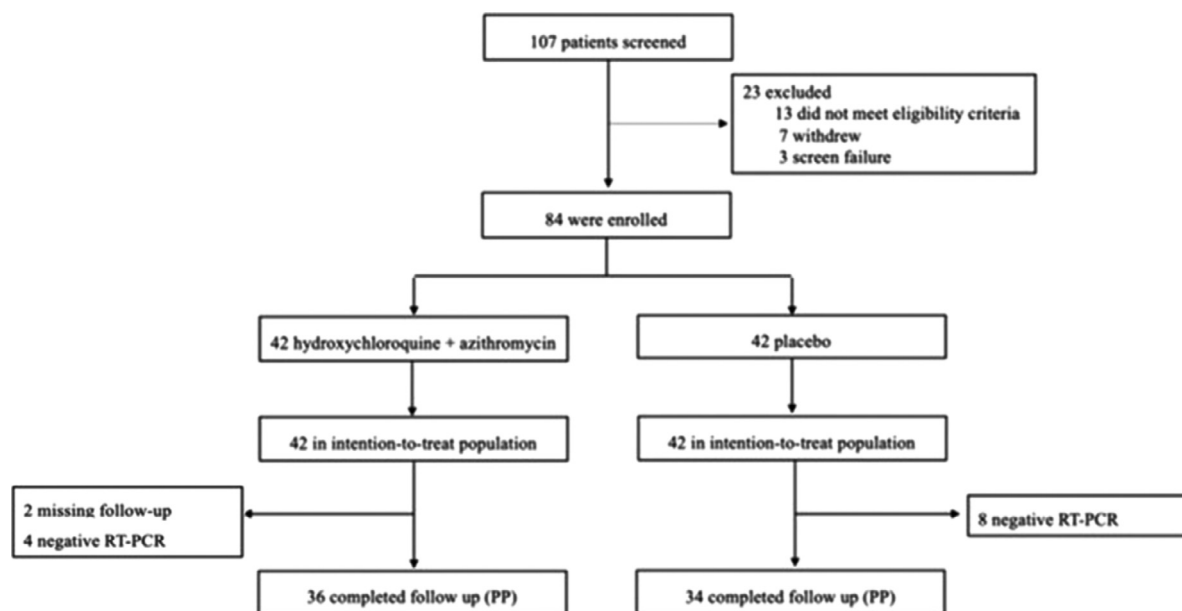 107 patients screened
23 excluded
13 did not meet eligibility criteria
7 withdrew
3 screen failure
84 were enrolled
42 hydroxychloroquine + azithromycin
42 placebo
42 in intention-to-treat population
42 in intention-to-treat population
2 missing follow-up
4 negative RT-PCR
8 negative RT-PCR
36 completed follow up (PP)
34 completed follow up (PP)